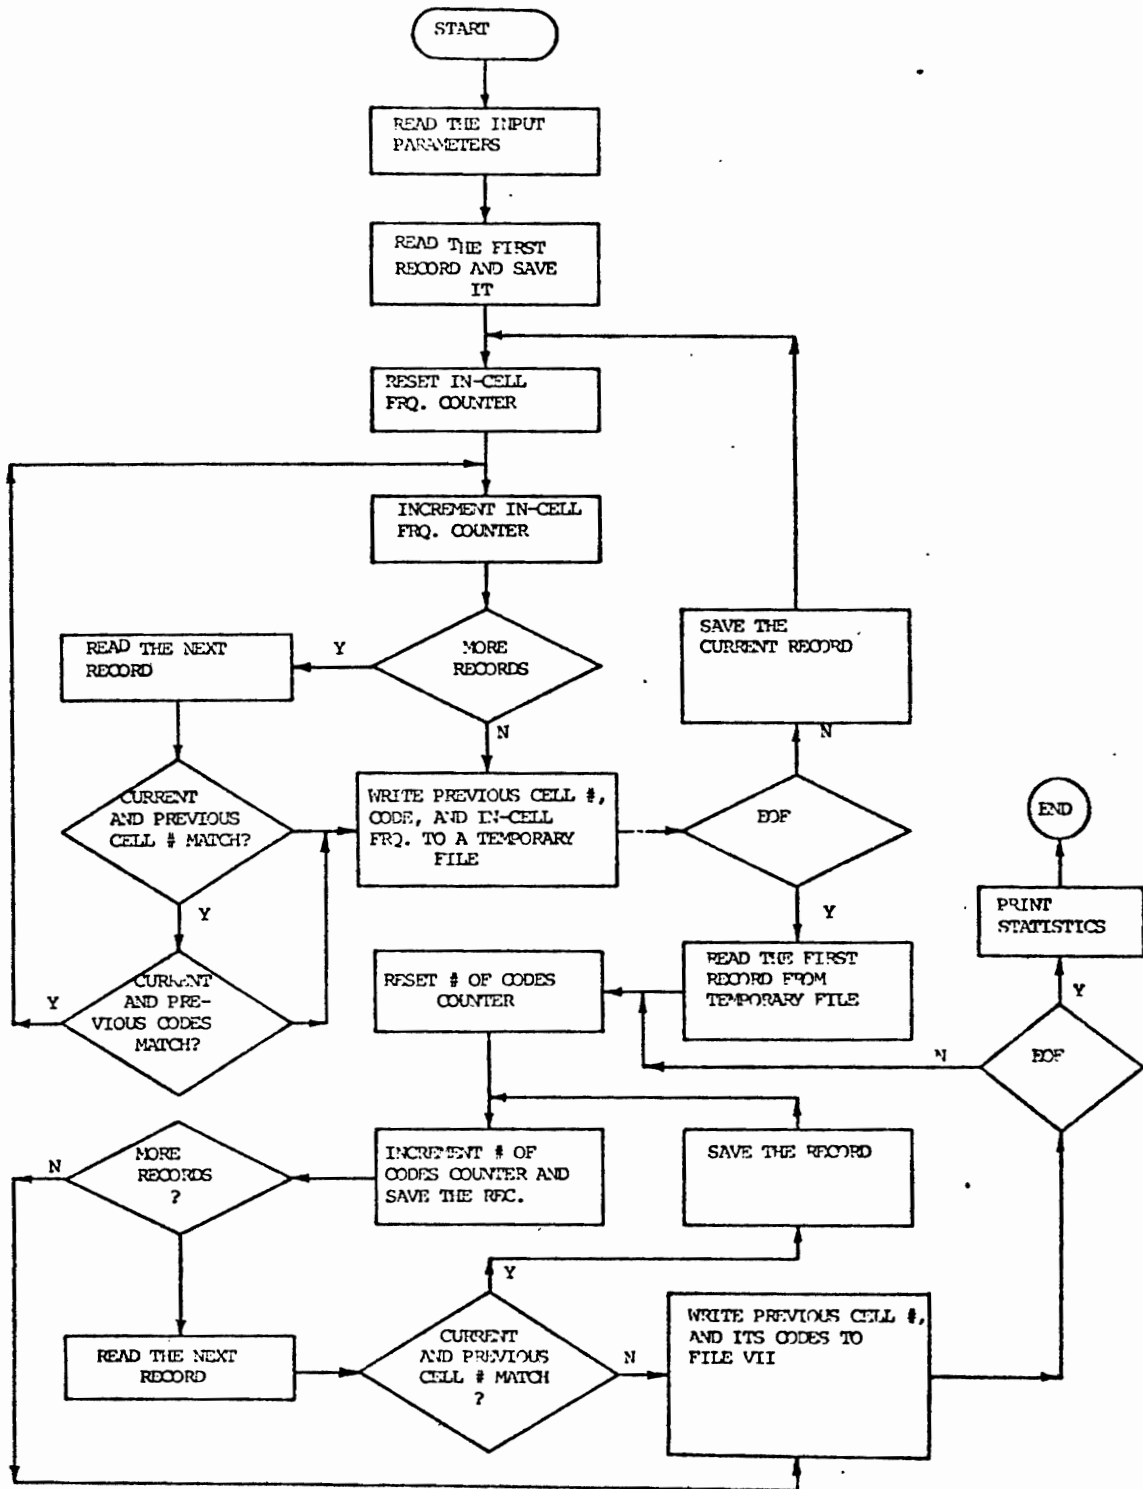 START
READ THE INPUT
PARAMETERS
READ THE FIRST
RECORD AND SAVE
IT
RESET IN-CELL
FRQ. COUNTER
INCREMENT IN-CELL
FRQ. COUNTER
MORE
RECORDS
Y
N
READ THE NEXT
RECORD
SAVE THE
CURRENT RECORD
N
CURRENT
AND PREVIOUS
CELL # MATCH?
Y
WRITE PREVIOUS CELL #,
CODE, AND IN-CELL
FRQ. TO A TEMPORARY
FILE
EOF
Y
END
PRINT
STATISTICS
Y
CURRENT
AND PRE-
VIOUS CODES
MATCH?
Y
RESET # OF CODES
COUNTER
READ THE FIRST
RECORD FROM
TEMPORARY FILE
EOF
N
MORE
RECORDS
?
N
INCREMENT # OF
CODES COUNTER AND
SAVE THE REC.
SAVE THE RECORD
Y
READ THE NEXT
RECORD
CURRENT
AND PREVIOUS
CELL # MATCH
?
N
WRITE PREVIOUS CELL #,
AND ITS CODES TO
FILE VII